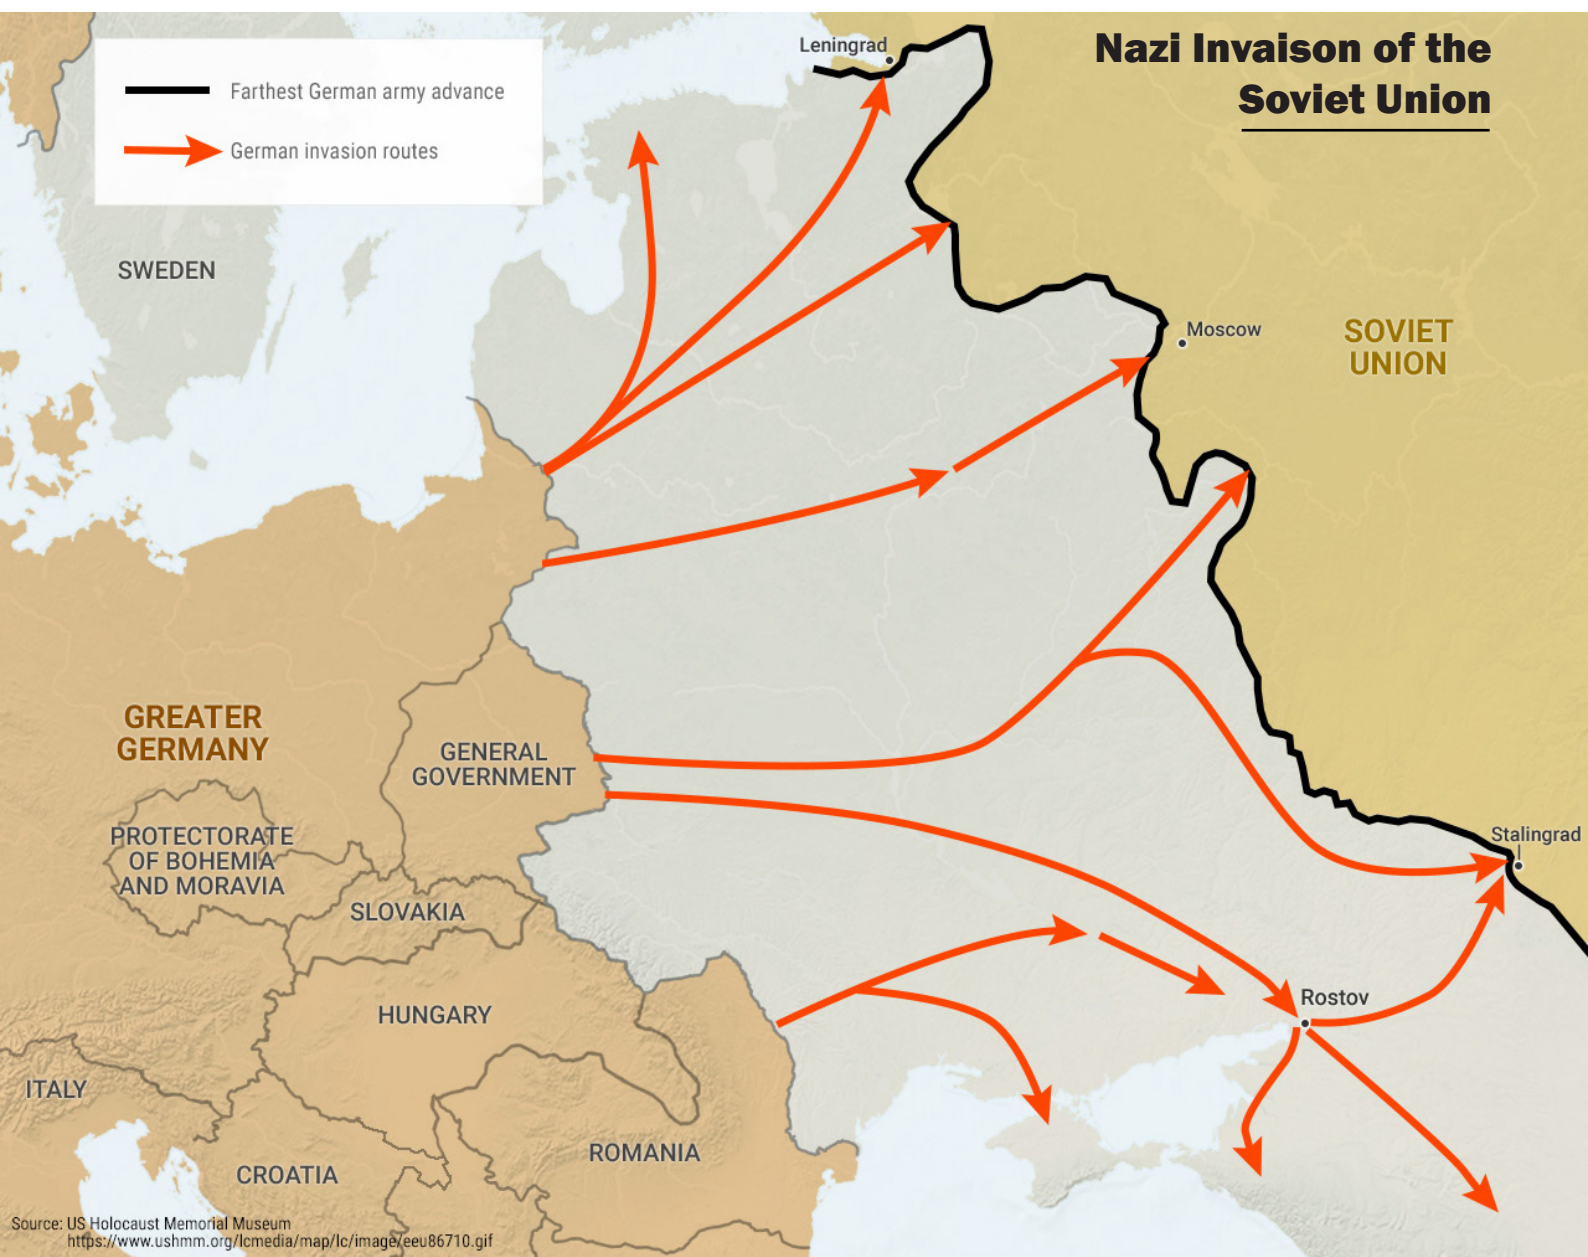 Nazi Invaison of the
Soviet Union
Farthest German army advance
German invasion routes
Leningrad
SWEDEN
Moscow
SOVIET
UNION
GREATER
GERMANY
GENERAL
GOVERNMENT
PROTECTORATE
OF BOHEMIA
AND MORAVIA
Stalingrad
SLOVAKIA
Rostov
HUNGARY
ITALY
ROMANIA
CROATIA
Source: US Holocaust Memorial Museum
https://www.ushmm.org/lcmedia/map/lc/image/eeu86710.gif